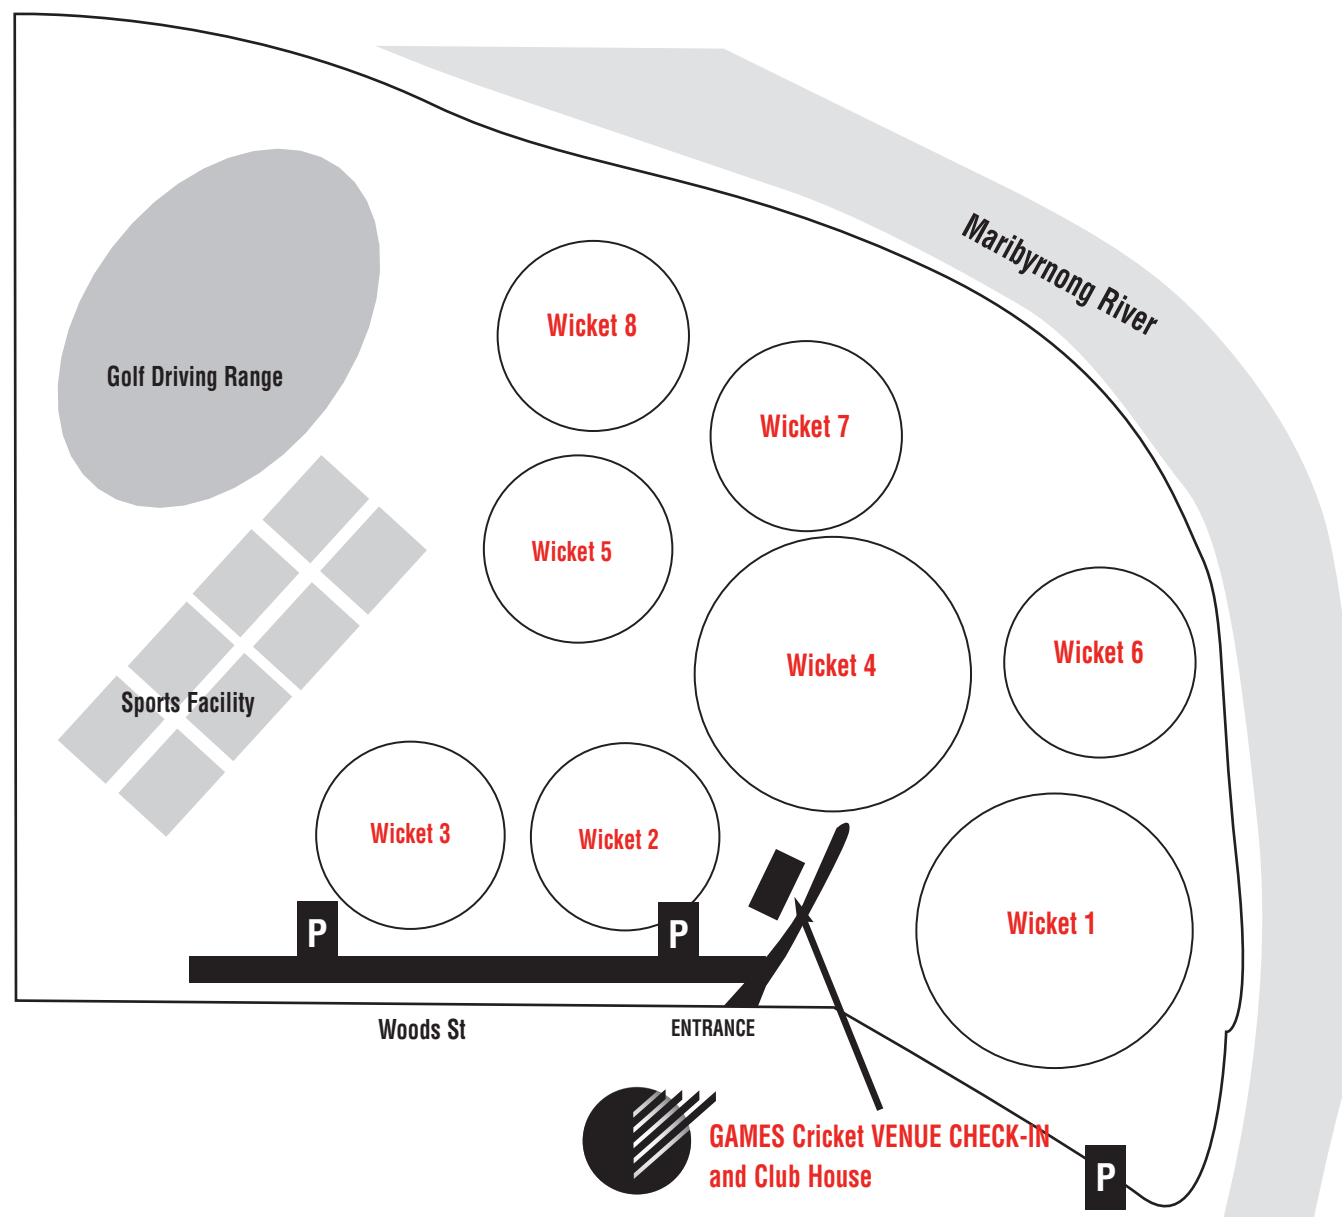 Maribyrnong River
Wicket 8
Golf Driving Range
Wicket 7
Wicket 5
Wicket 4
Wicket 6
Sports Facility
Wicket 3
Wicket 2
Wicket 1
P
P
Woods St
ENTRANCE
GAMES Cricket VENUE CHECK-IN
and Club House
P